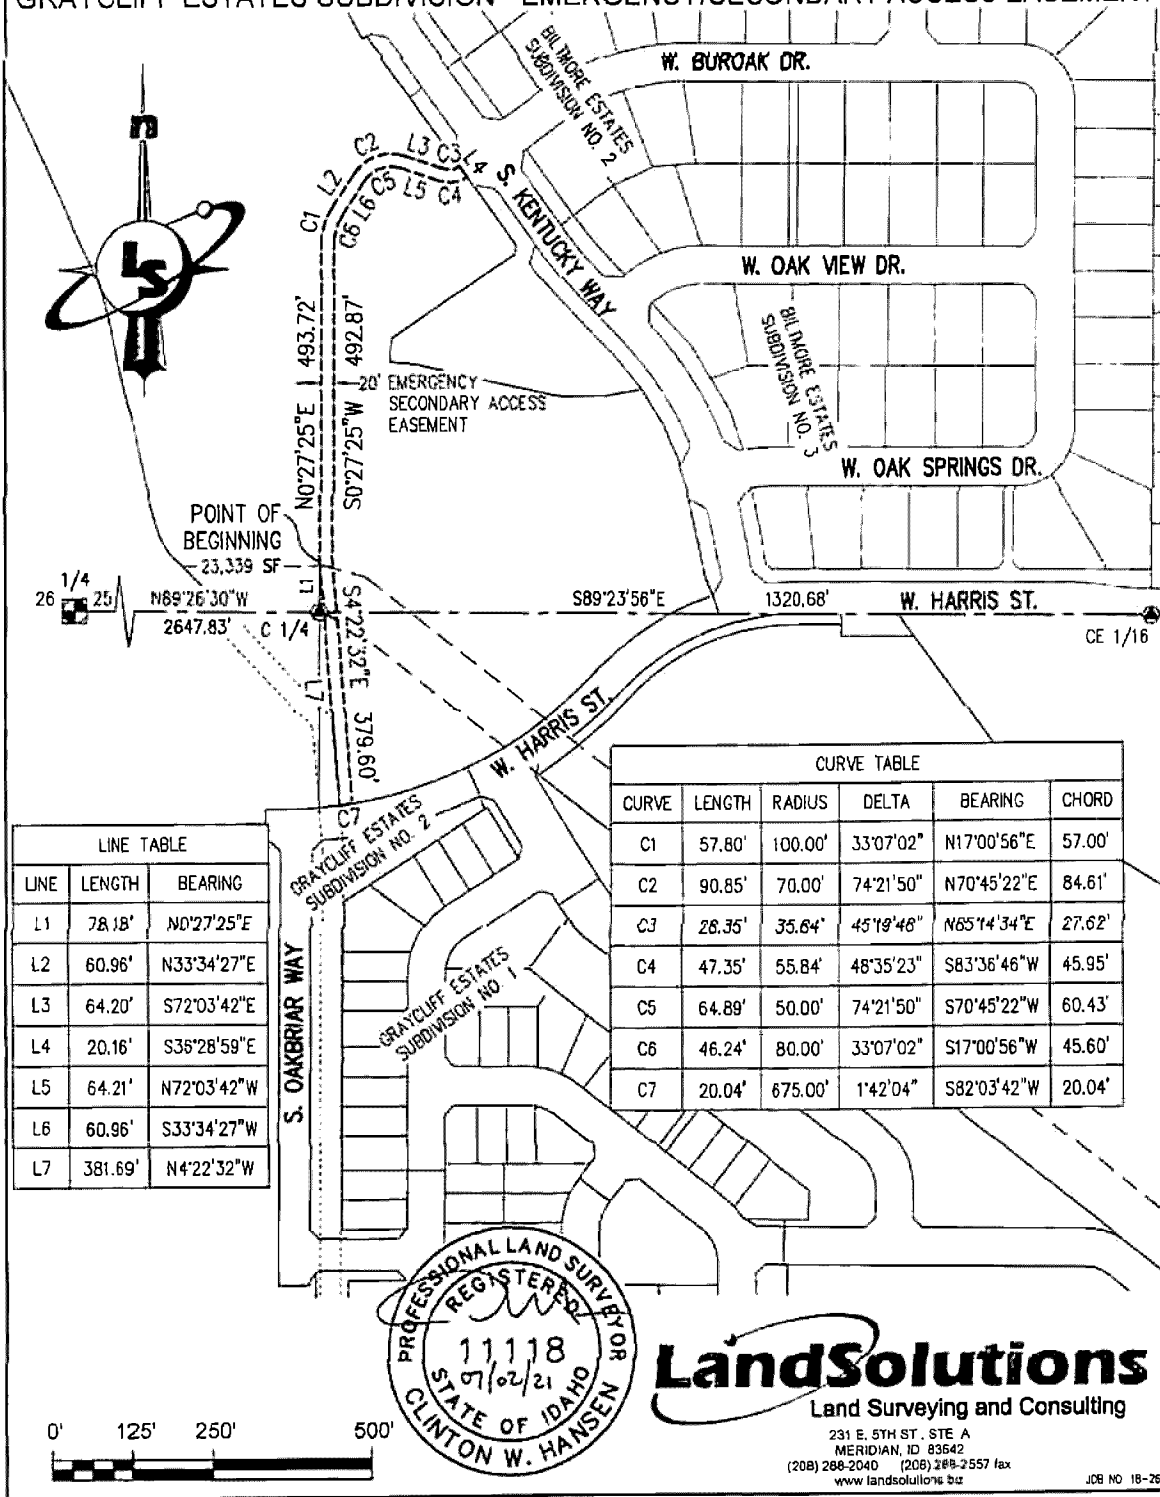 GRAYCLIFF ESTATES SUBDIVISION - EMERGENCY/SECONDARY ACCESS EASEMENT
BILTMORE ESTATES
SUBDIVISION NO. 2
W. BUROAK DR.
n
C2
L3
C3
L4
L2
C5
L5
C4
C1
L6
C6
S. KENTUCKY WAY
LS
W. OAK VIEW DR.
N0°27'25"E 493.72'
S0°27'25"W 492.87'
BILTMORE ESTATES
SUBDIVISION NO. 3
20' EMERGENCY
SECONDARY ACCESS
EASEMENT
W. OAK SPRINGS DR.
POINT OF
BEGINNING
23,339 SF
1/4
26 25
N89°26'30"W
2647.83'
C 1/4
L1
S89°23'56"E 1320.68'
W. HARRIS ST.
CE 1/16
S4°22'32"E 379.60'
L7
W. HARRIS ST.
C7
GRAYCLIFF ESTATES
SUBDIVISION NO. 2
GRAYCLIFF ESTATES
SUBDIVISION NO. 1
S. OAKBRIAR WAY
CURVE TABLE
CURVE LENGTH RADIUS DELTA BEARING CHORD
C1 57.80' 100.00' 33°07'02" N17°00'56"E 57.00'
C2 90.85' 70.00' 74°21'50" N70°45'22"E 84.61'
C3 28.35' 35.84' 45°19'48" N85°14'34"E 27.62'
C4 47.35' 55.84' 48°35'23" S83°36'46"W 45.95'
C5 64.89' 50.00' 74°21'50" S70°45'22"W 60.43'
C6 46.24' 80.00' 33°07'02" S17°00'56"W 45.60'
C7 20.04' 675.00' 1°42'04" S82°03'42"W 20.04'
LINE TABLE
LINE LENGTH BEARING
L1 78.18' N0°27'25"E
L2 60.96' N33°34'27"E
L3 64.20' S72°03'42"E
L4 20.16' S36°28'59"E
L5 64.21' N72°03'42"W
L6 60.96' S33°34'27"W
L7 381.69' N4°22'32"W
PROFESSIONAL LAND SURVEYOR
REGISTERED
11118
07/02/21
STATE OF IDAHO
CLINTON W. HANSEN
0' 125' 250' 500'
LandSolutions
Land Surveying and Consulting
231 E. 5TH ST., STE A
MERIDIAN, ID 83642
(208) 288-2040 (208) 288-2557 fax
www.landsolutions.biz
JOB NO 18-26